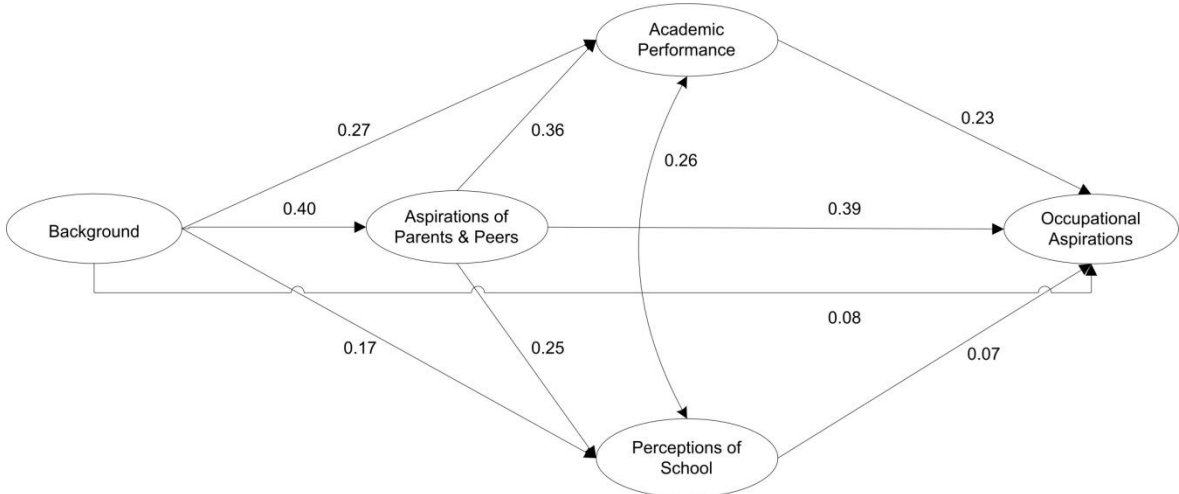 Academic
Performance
0.27
0.36
0.23
0.26
Background
0.40
Aspirations of
Parents & Peers
0.39
Occupational
Aspirations
0.08
0.17
0.25
0.07
Perceptions of
School